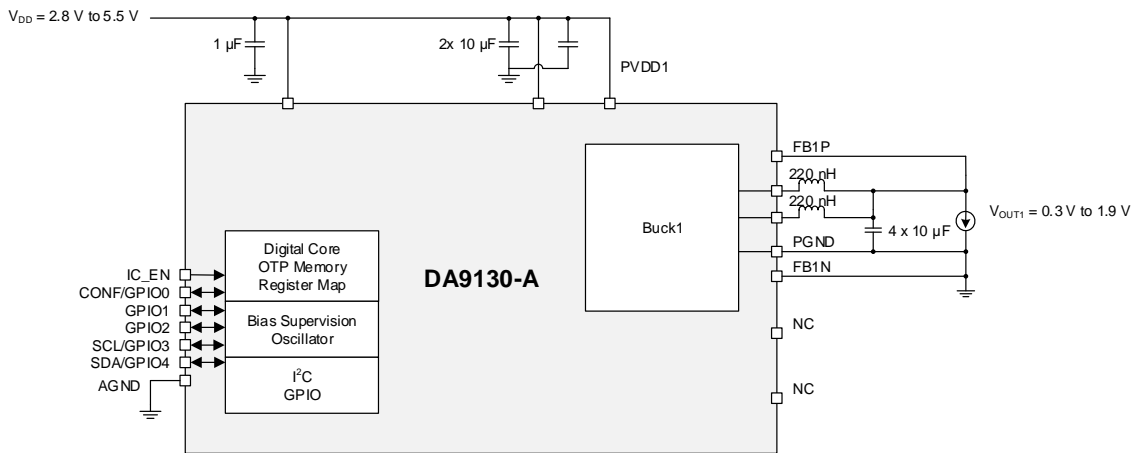 V_DD = 2.8 V to 5.5 V
1 µF
2x 10 µF
PVDD1
FB1P
220 nH
220 nH
Buck1
V_OUT1 = 0.3 V to 1.9 V
4 x 10 µF
PGND
FB1N
Digital Core
OTP Memory
Register Map
DA9130-A
IC_EN
CONF/GPIO0
GPIO1
GPIO2
SCL/GPIO3
SDA/GPIO4
AGND
Bias Supervision
Oscillator
I²C
GPIO
NC
NC